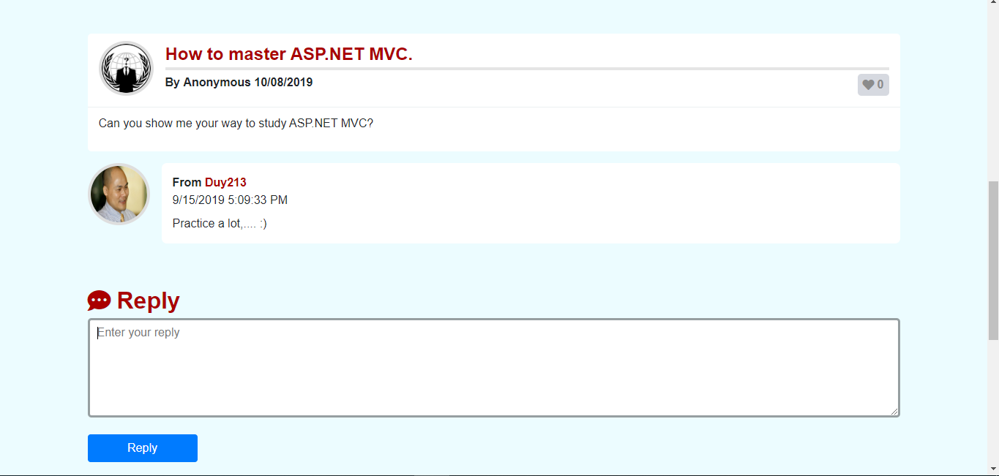 How to master ASP.NET MVC.
By Anonymous 10/08/2019
0
Can you show me your way to study ASP.NET MVC?
From Duy213
9/15/2019 5:09:33 PM
Practice a lot,.... :)
Reply
Enter your reply
Reply